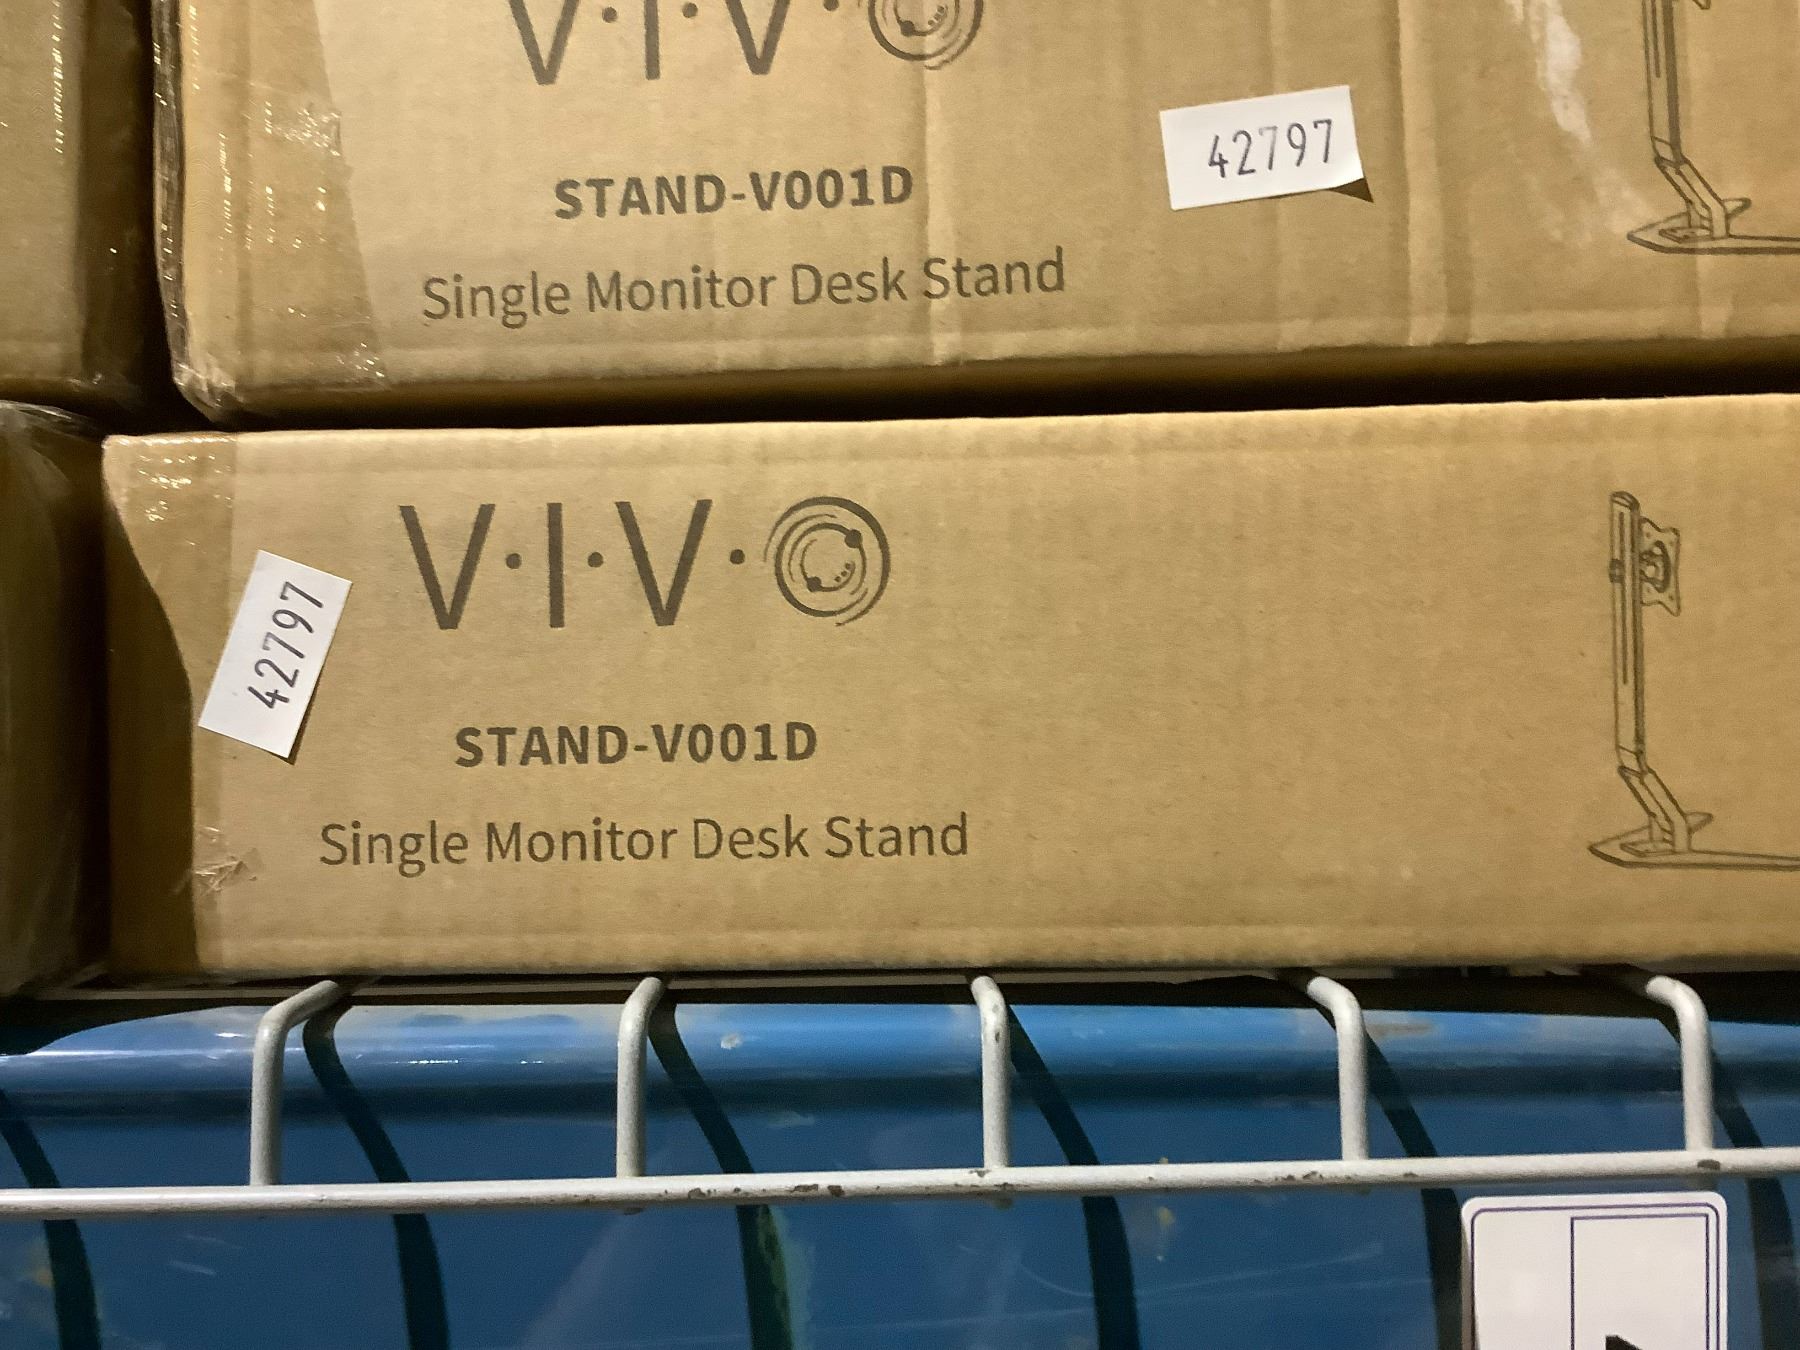 V·I·V·O
42797
STAND-V001D
Single Monitor Desk Stand
V·I·V·O
42797
STAND-V001D
Single Monitor Desk Stand